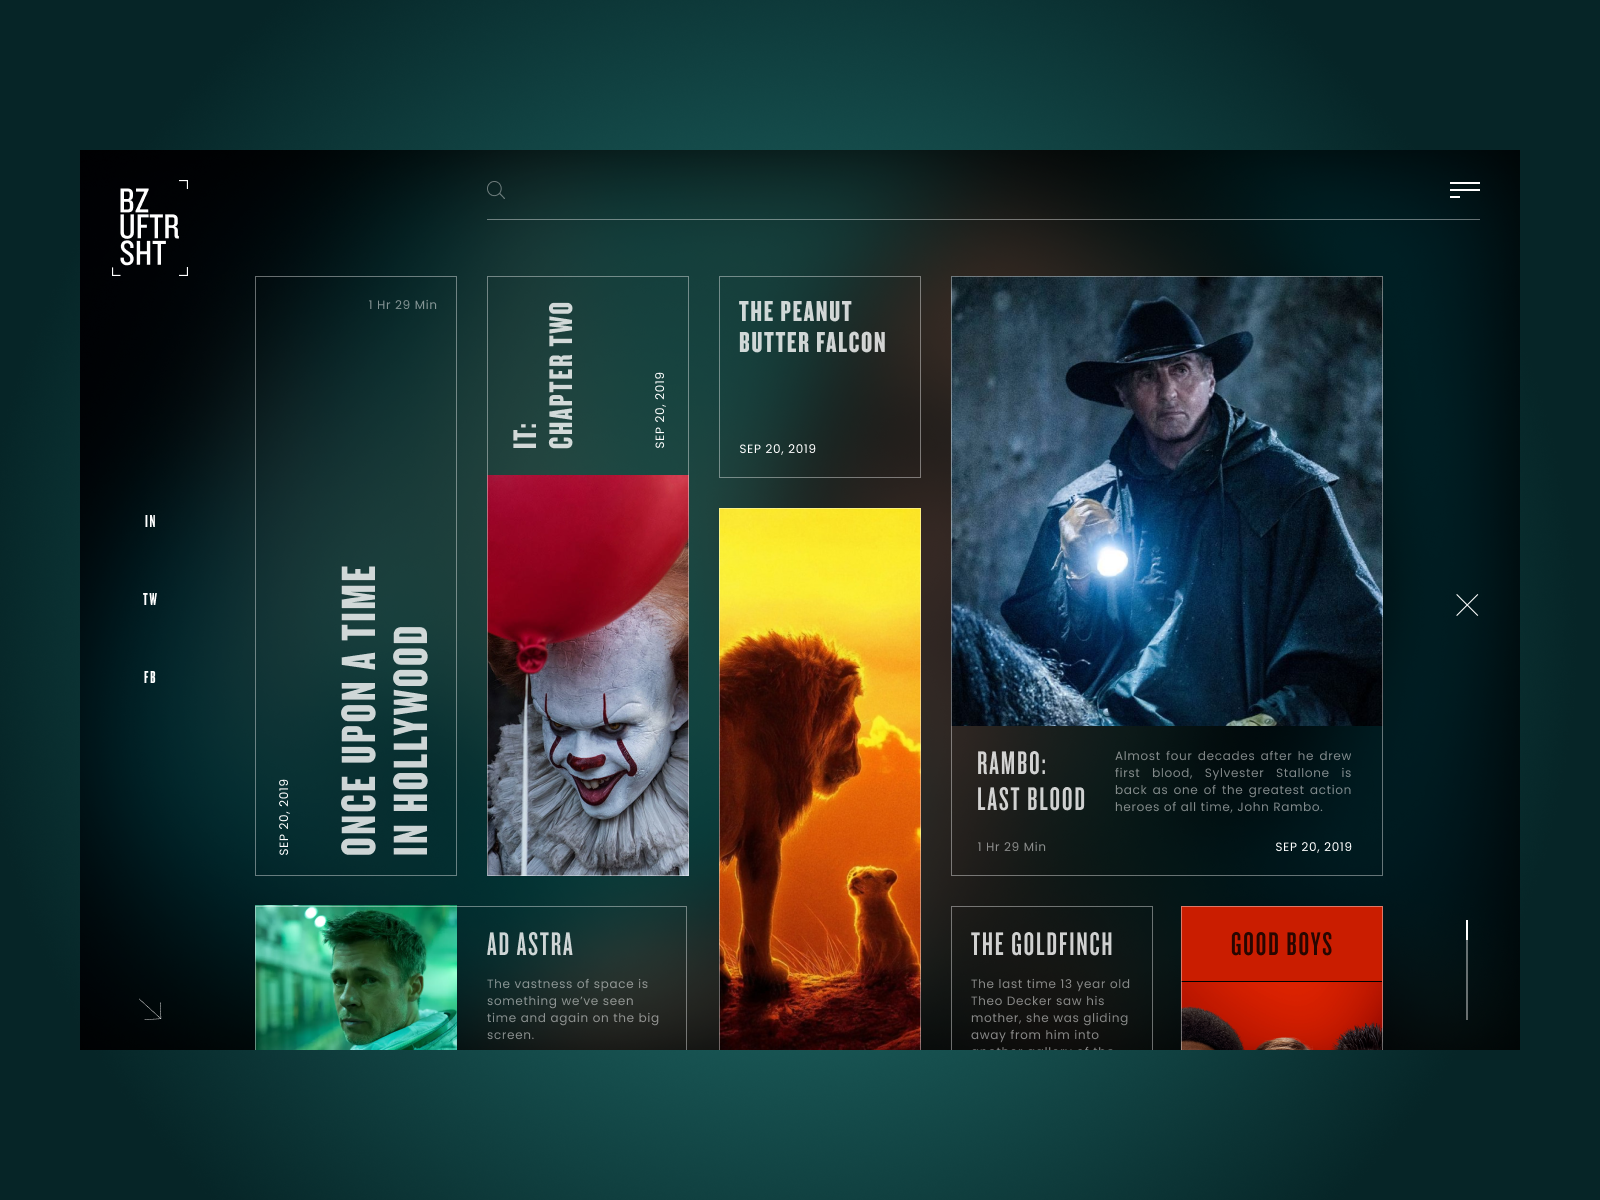 BZ
UFTR
SHT
IN
TW
FB
1 Hr 29 Min
ONCE UPON A TIME
IN HOLLYWOOD
SEP 20, 2019
IT:
CHAPTER TWO
SEP 20, 2019
THE PEANUT
BUTTER FALCON
SEP 20, 2019
RAMBO:
LAST BLOOD
Almost four decades after he drew
first blood, Sylvester Stallone is
back as one of the greatest action
heroes of all time, John Rambo.
1 Hr 29 Min
SEP 20, 2019
AD ASTRA
The vastness of space is
something we've seen
time and again on the big
screen.
THE GOLDFINCH
The last time 13 year old
Theo Decker saw his
mother, she was gliding
away from him into
another gallery of the
GOOD BOYS